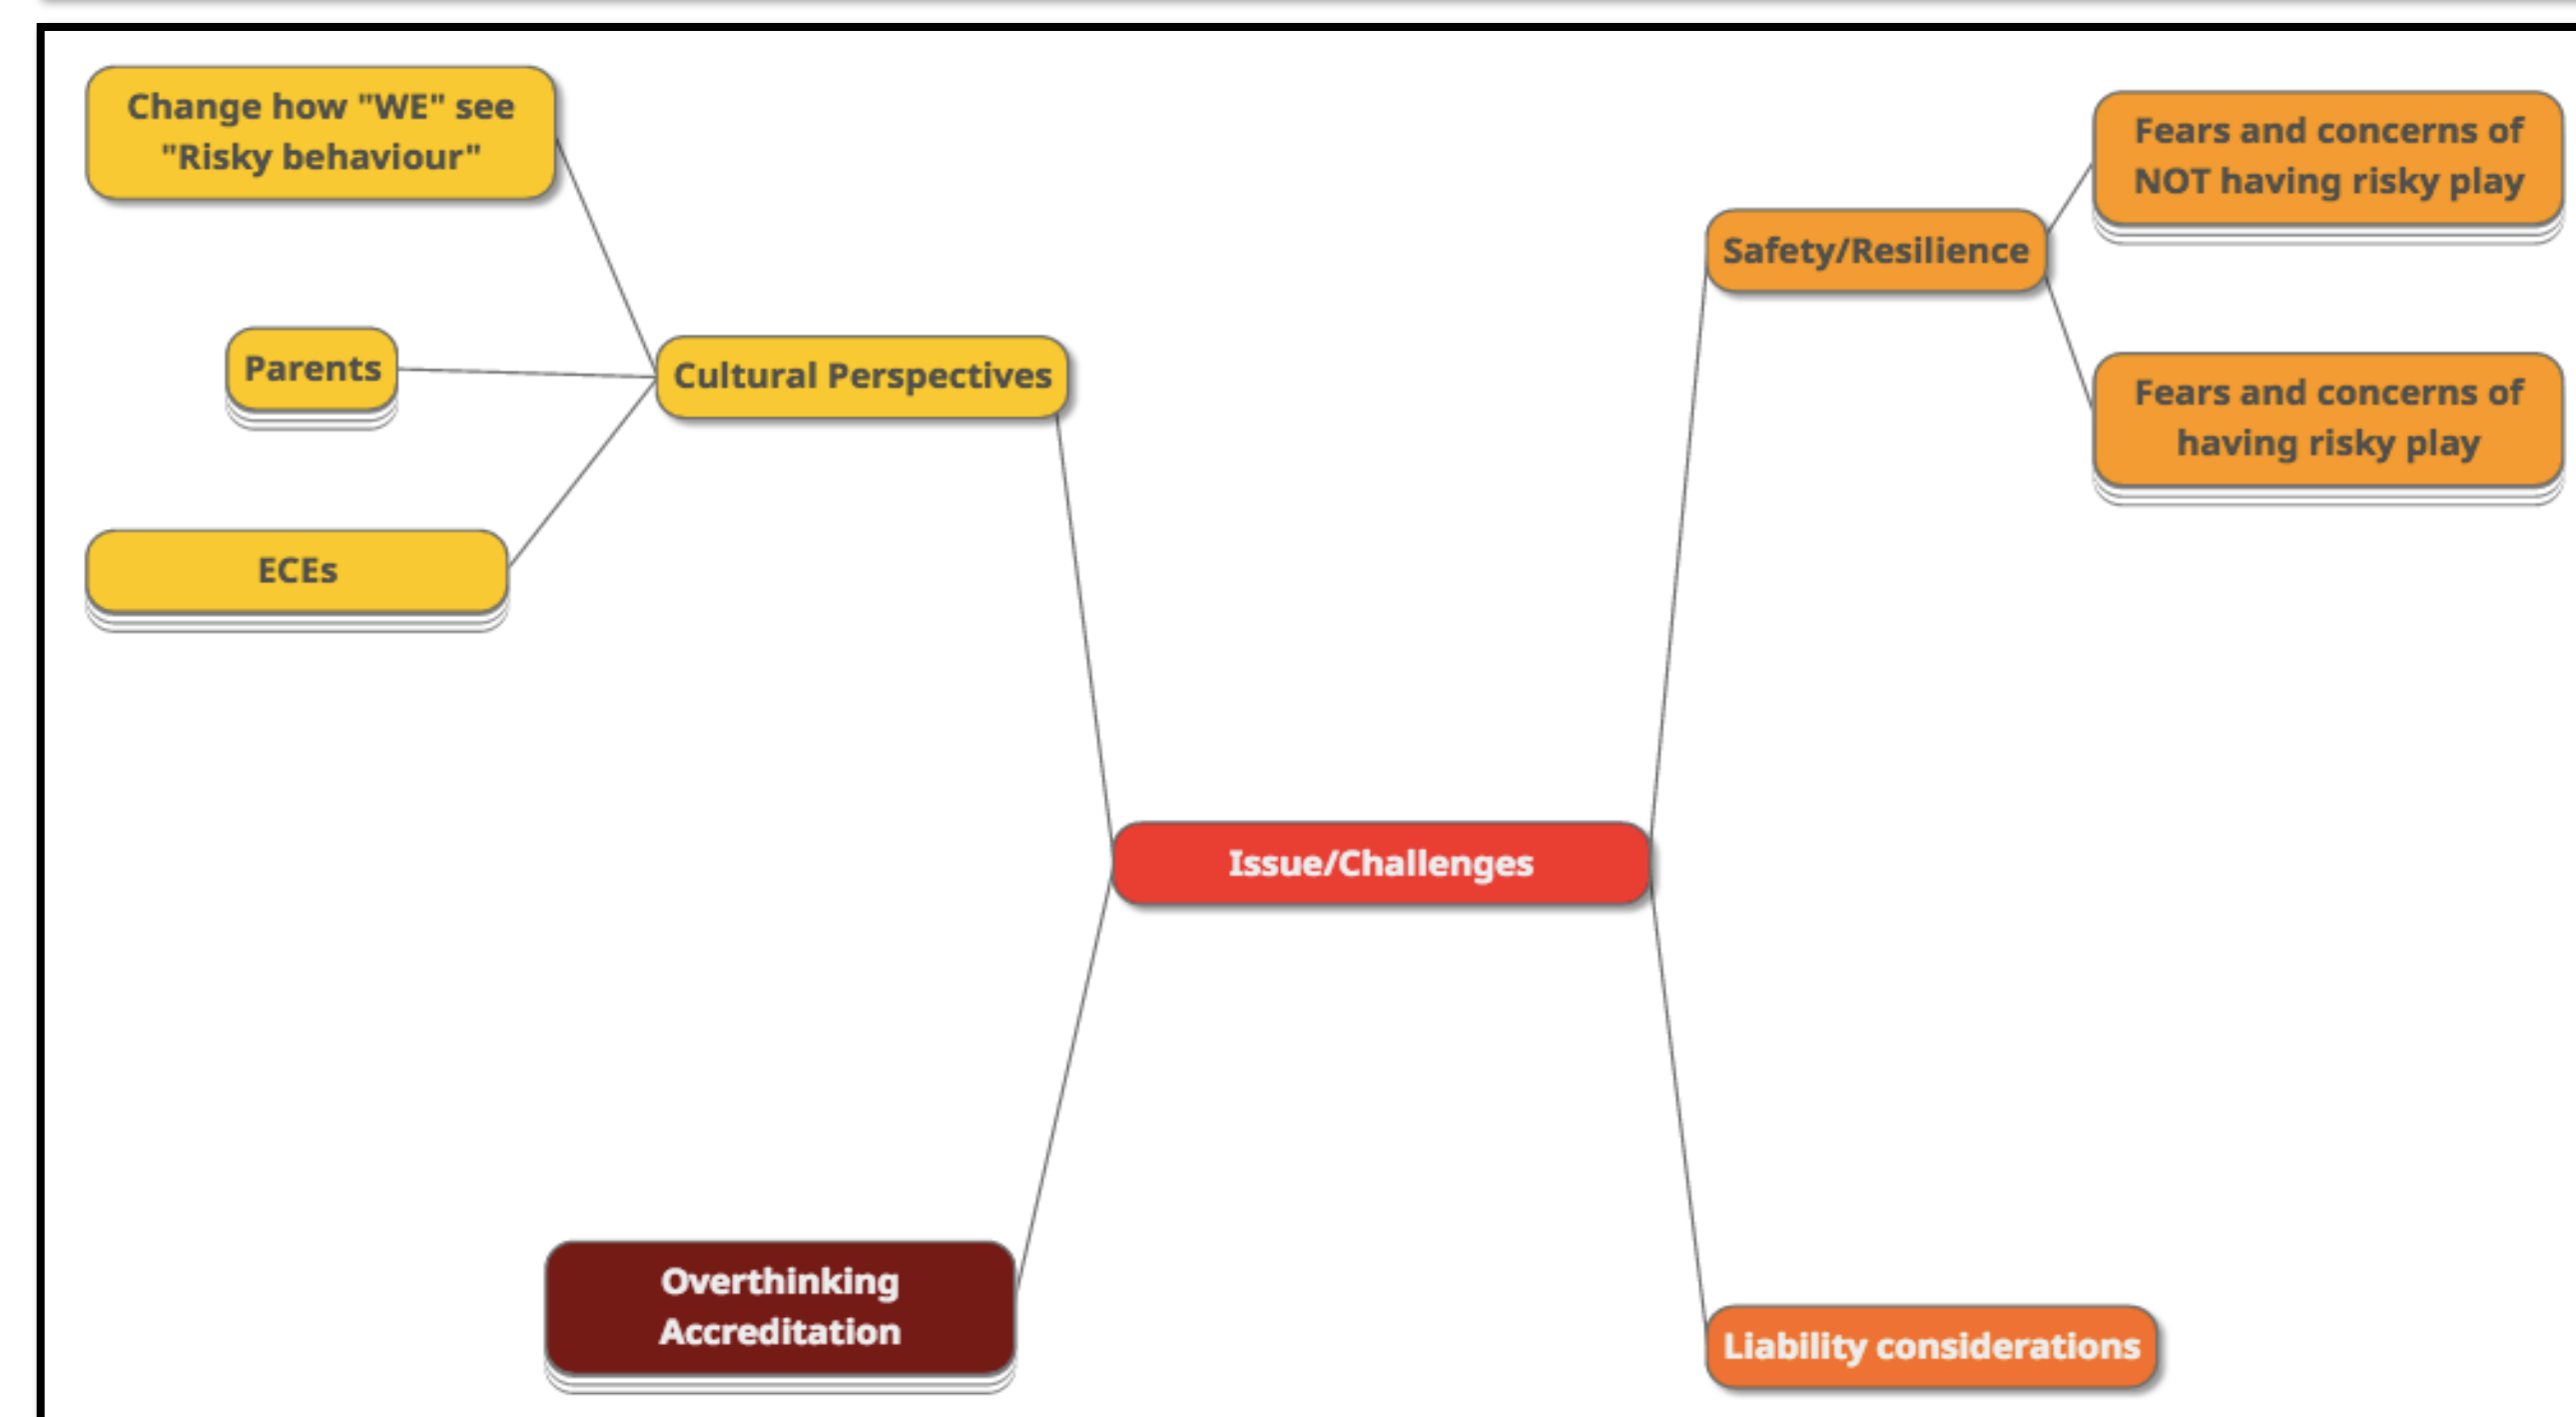 Change how "WE" see
"Risky behaviour"
Parents
Cultural Perspectives
ECEs
Fears and concerns of
NOT having risky play
Safety/Resilience
Fears and concerns of
having risky play
Issue/Challenges
Overthinking
Accreditation
Liability considerations